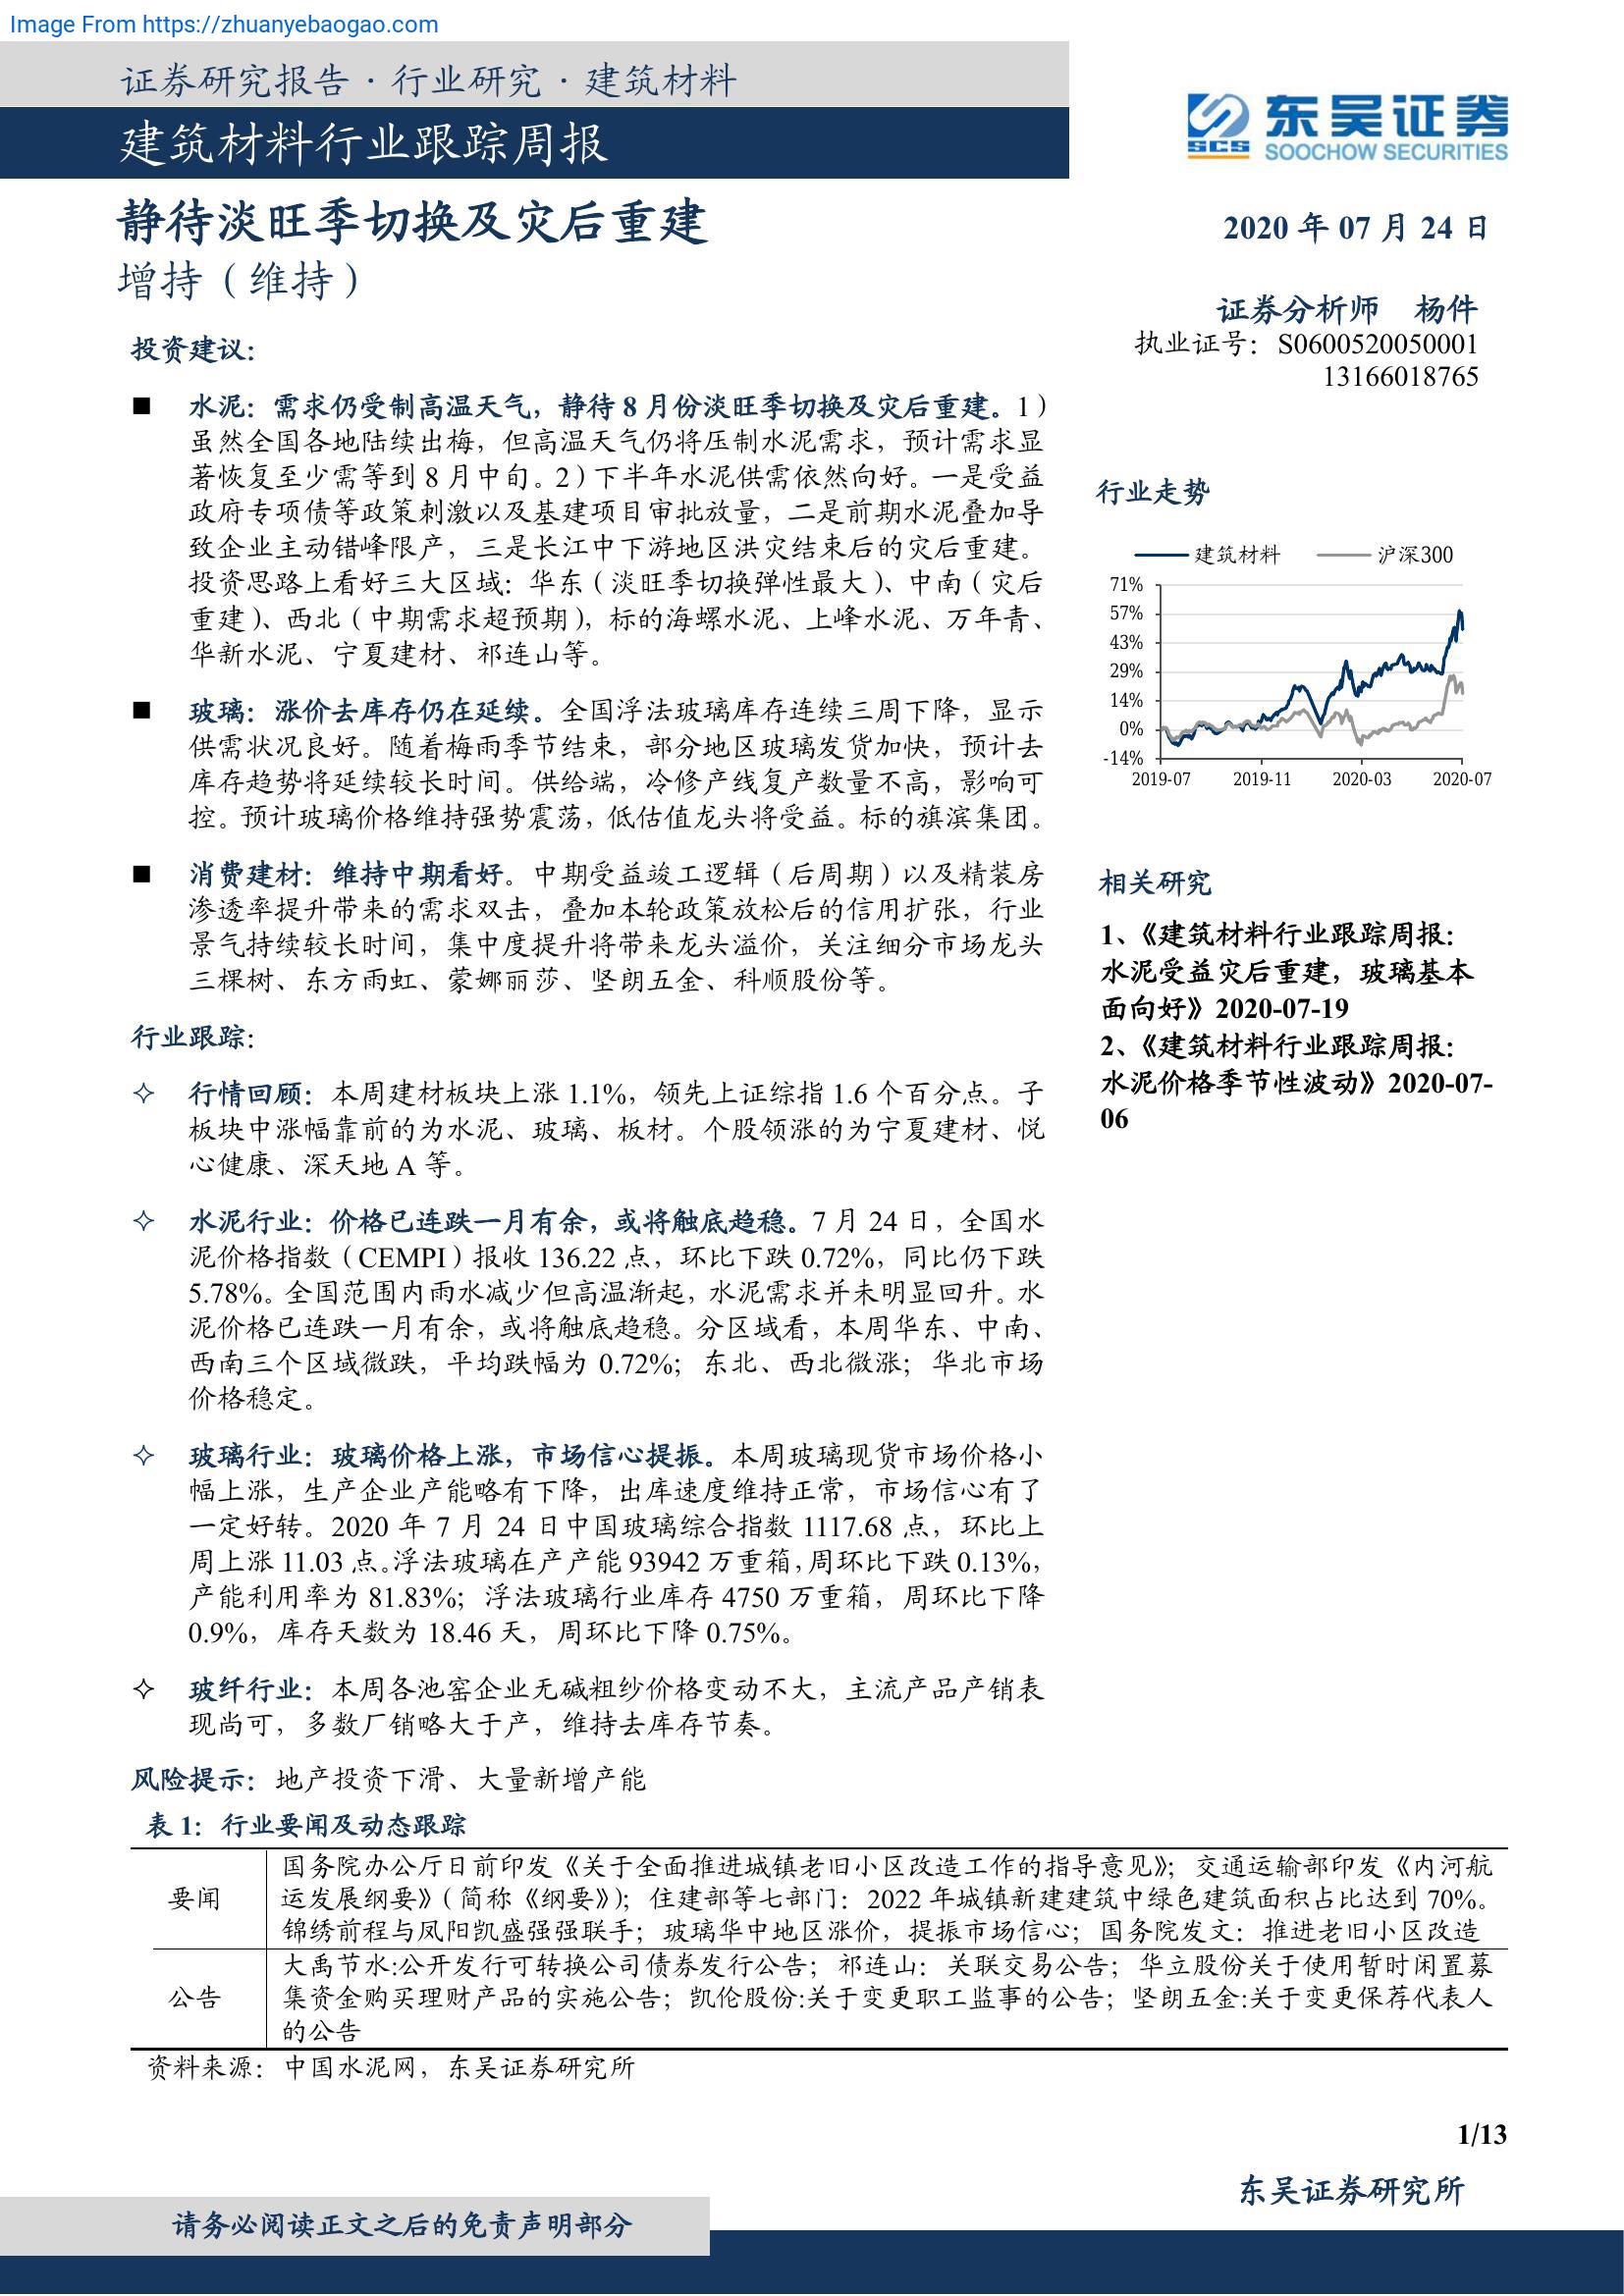 Image From https://zhuanyebaogao.com
证券研究报告·行业研究·建筑材料
建筑材料行业跟踪周报
东吴证券
SCS
SOOCHOW SECURITIES
静待淡旺季切换及灾后重建
增持（维持）
2020 年 07 月 24 日
证券分析师 杨件
执业证号：S0600520050001
13166018765
投资建议：
■ 水泥：需求仍受制高温天气，静待 8 月份淡旺季切换及灾后重建。1）
虽然全国各地陆续出梅，但高温天气仍将压制水泥需求，预计需求显
著恢复至少需等到 8 月中旬。2）下半年水泥供需依然向好。一是受益
政府专项债等政策刺激以及基建项目审批放量，二是前期水泥叠加导
致企业主动错峰限产，三是长江中下游地区洪灾结束后的灾后重建。
投资思路上看好三大区域：华东（淡旺季切换弹性最大）、中南（灾后
重建）、西北（中期需求超预期），标的海螺水泥、上峰水泥、万年青、
华新水泥、宁夏建材、祁连山等。
■ 玻璃：涨价去库存仍在延续。全国浮法玻璃库存连续三周下降，显示
供需状况良好。随着梅雨季节结束，部分地区玻璃发货加快，预计去
库存趋势将延续较长时间。供给端，冷修产线复产数量不高，影响可
控。预计玻璃价格维持强势震荡，低估值龙头将受益。标的旗滨集团。
■ 消费建材：维持中期看好。中期受益竣工逻辑（后周期）以及精装房
渗透率提升带来的需求双击，叠加本轮政策放松后的信用扩张，行业
景气持续较长时间，集中度提升将带来龙头溢价，关注细分市场龙头
三棵树、东方雨虹、蒙娜丽莎、坚朗五金、科顺股份等。
行业跟踪：
✧ 行情回顾：本周建材板块上涨 1.1%，领先上证综指 1.6 个百分点。子
板块中涨幅靠前的为水泥、玻璃、板材。个股领涨的为宁夏建材、悦
心健康、深天地 A 等。
✧ 水泥行业：价格已连跌一月有余，或将触底趋稳。7 月 24 日，全国水
泥价格指数（CEMPI）报收 136.22 点，环比下跌 0.72%，同比仍下跌
5.78%。全国范围内雨水减少但高温渐起，水泥需求并未明显回升。水
泥价格已连跌一月有余，或将触底趋稳。分区域看，本周华东、中南、
西南三个区域微跌，平均跌幅为 0.72%；东北、西北微涨；华北市场
价格稳定。
✧ 玻璃行业：玻璃价格上涨，市场信心提振。本周玻璃现货市场价格小
幅上涨，生产企业产能略有下降，出库速度维持正常，市场信心有了
一定好转。2020 年 7 月 24 日中国玻璃综合指数 1117.68 点，环比上
周上涨 11.03 点。浮法玻璃在产产能 93942 万重箱，周环比下跌 0.13%，
产能利用率为 81.83%；浮法玻璃行业库存 4750 万重箱，周环比下降
0.9%，库存天数为 18.46 天，周环比下降 0.75%。
✧ 玻纤行业：本周各池窑企业无碱粗纱价格变动不大，主流产品产销表
现尚可，多数厂销略大于产，维持去库存节奏。
风险提示：地产投资下滑、大量新增产能
行业走势
建筑材料 沪深300
71%
57%
43%
29%
14%
0%
-14%
2019-07 2019-11 2020-03 2020-07
相关研究
1、《建筑材料行业跟踪周报：
水泥受益灾后重建，玻璃基本
面向好》2020-07-19
2、《建筑材料行业跟踪周报：
水泥价格季节性波动》2020-07-
06
表 1：行业要闻及动态跟踪
要闻
国务院办公厅日前印发《关于全面推进城镇老旧小区改造工作的指导意见》；交通运输部印发《内河航
运发展纲要》（简称《纲要》）；住建部等七部门：2022 年城镇新建建筑中绿色建筑面积占比达到 70%。
锦绣前程与凤阳凯盛强强联手；玻璃华中地区涨价，提振市场信心；国务院发文：推进老旧小区改造
公告
大禹节水:公开发行可转换公司债券发行公告；祁连山：关联交易公告；华立股份关于使用暂时闲置募
集资金购买理财产品的实施公告；凯伦股份:关于变更职工监事的公告；坚朗五金:关于变更保荐代表人
的公告
资料来源：中国水泥网，东吴证券研究所
1/13
东吴证券研究所
请务必阅读正文之后的免责声明部分